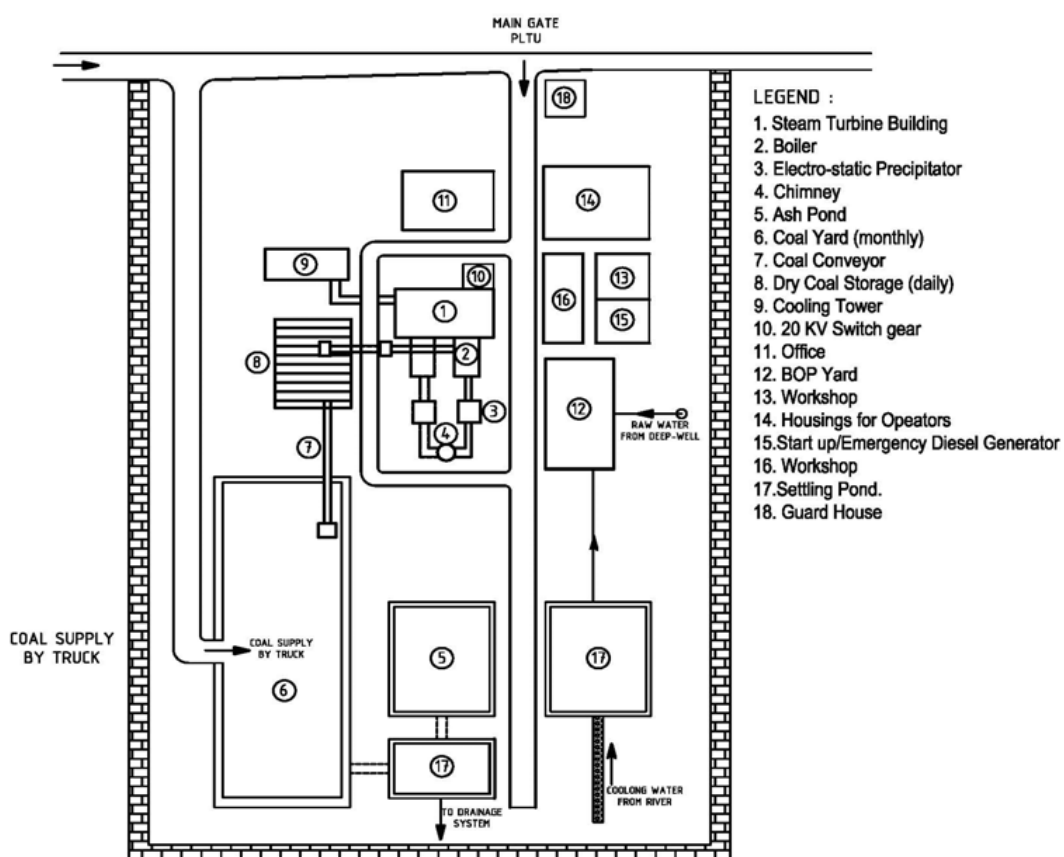 MAIN GATE
PLTU
18
LEGEND :
1. Steam Turbine Building
2. Boiler
3. Electro-static Precipitator
4. Chimney
5. Ash Pond
6. Coal Yard (monthly)
7. Coal Conveyor
8. Dry Coal Storage (daily)
9. Cooling Tower
10. 20 KV Switch gear
11. Office
12. BOP Yard
13. Workshop
14. Housings for Opeators
15.Start up/Emergency Diesel Generator
16. Workshop
17.Settling Pond.
18. Guard House
11
14
9
10
13
16
1
15
2
8
3
12
RAW WATER
FROM DEEP-WELL
4
7
COAL SUPPLY
BY TRUCK
COAL SUPPLY
BY TRUCK
5
17
6
17
COOLONG WATER
FROM RIVER
TO DRAINAGE
SYSTEM